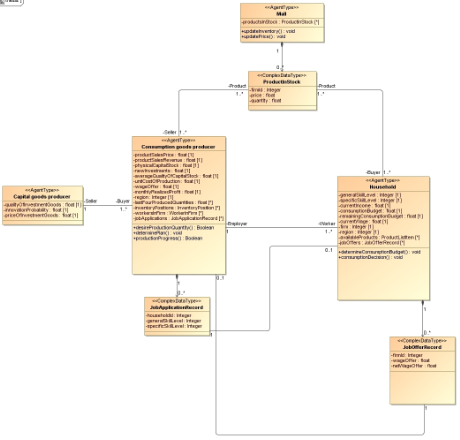 <<AgentType>>
Mall
-productsInStock : ProductInStock [*]
+updateInventory() : void
+updatePrice() : void
1
0..*
<<ComplexDataType>>
ProductInStock
-firmId : Integer
-price : float
-quantity : float
-Product
1..*
-Product
1..*
-Seller 1..*
-Buyer 1..*
<<AgentType>>
Consumption goods producer
-productSalesPrice : float [1]
-productSalesRevenue : float [1]
-physicalCapitalStock : float [1]
-newInvestments : float [1]
-averageQualityOfCapitalStock : float [1]
-unitCostOfProduction : float [1]
-wageOffer : float [1]
-monthlyRealizedProfit : float [1]
-region : Integer [1]
-lastFourProductQuantities : float [*]
-inventoryPositions : InventoryPosition [*]
-workersInFirm : WorkerInFirm [*]
-jobApplications : JobApplicationRecord [*]
+desireProductionQuantity() : Boolean
+determinePlan() : void
+productionProgress() : Boolean
<<AgentType>>
Household
-generalSkillLevel : Integer [1]
-specificSkillLevel : Integer [1]
-currentIncome : float [1]
-consumptionBudget : float [1]
-remainingConsumptionBudget : float [1]
-currentWage : float [1]
-firm : Integer [1]
-region : Integer [1]
-availableProducts : ProductListItem [*]
-jobOffers : JobOfferRecord [*]
+determineConsumptionBudget() : void
+consumptionDecision() : void
<<AgentType>>
Capital goods producer
-qualityOfInvestmentGoods : float [1]
-innovationProbability : float [1]
-priceOfInvestmentGoods : float [1]
-Seller
1
-Buyer
1..*
-Employer
1
-Worker
1..*
1
0..1
0..1
0..*
<<ComplexDataType>>
JobApplicationRecord
-householdId : Integer
-generalSkillLevel : Integer
-specificSkillLevel : Integer
1
1
0..*
<<ComplexDataType>>
JobOfferRecord
-firmId : Integer
-wageOffer : float
-netWageOffer : float
1